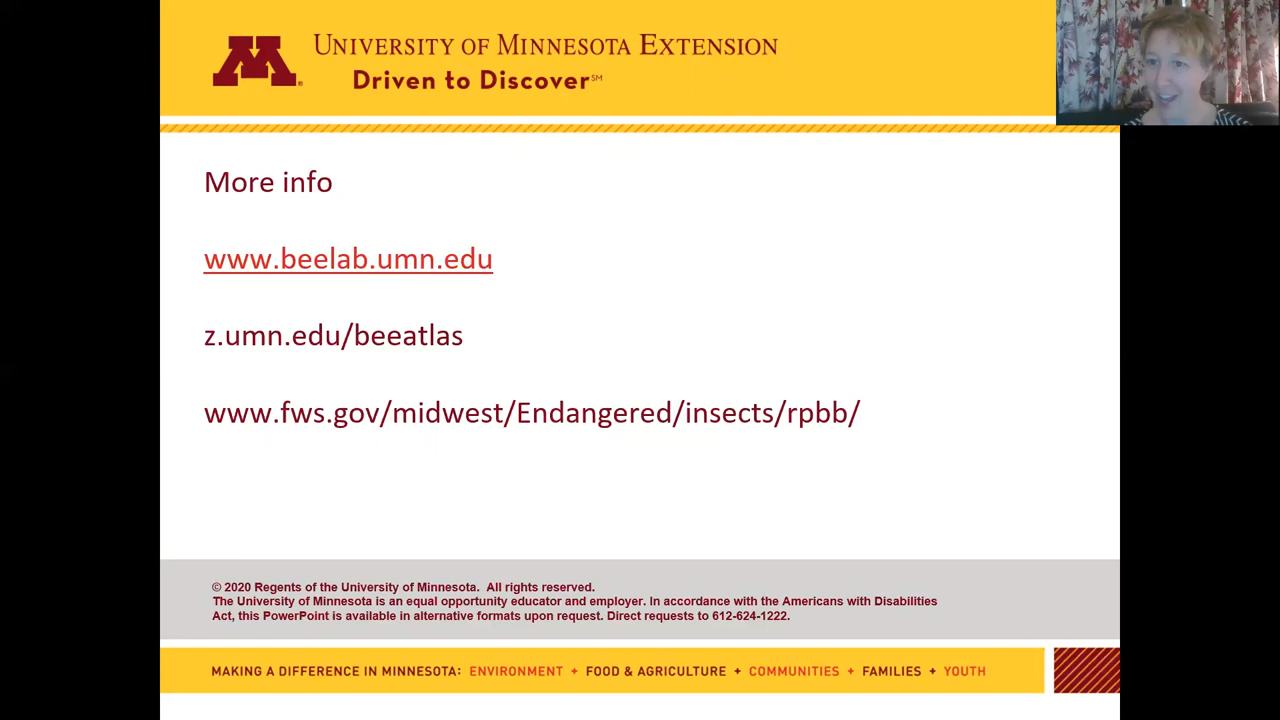 UNIVERSITY OF MINNESOTA EXTENSION
Driven to Discover℠
More info
www.beelab.umn.edu
z.umn.edu/beeatlas
www.fws.gov/midwest/Endangered/insects/rpbb/
© 2020 Regents of the University of Minnesota. All rights reserved.
The University of Minnesota is an equal opportunity educator and employer. In accordance with the Americans with Disabilities
Act, this PowerPoint is available in alternative formats upon request. Direct requests to 612-624-1222.
MAKING A DIFFERENCE IN MINNESOTA: ENVIRONMENT + FOOD & AGRICULTURE + COMMUNITIES + FAMILIES + YOUTH